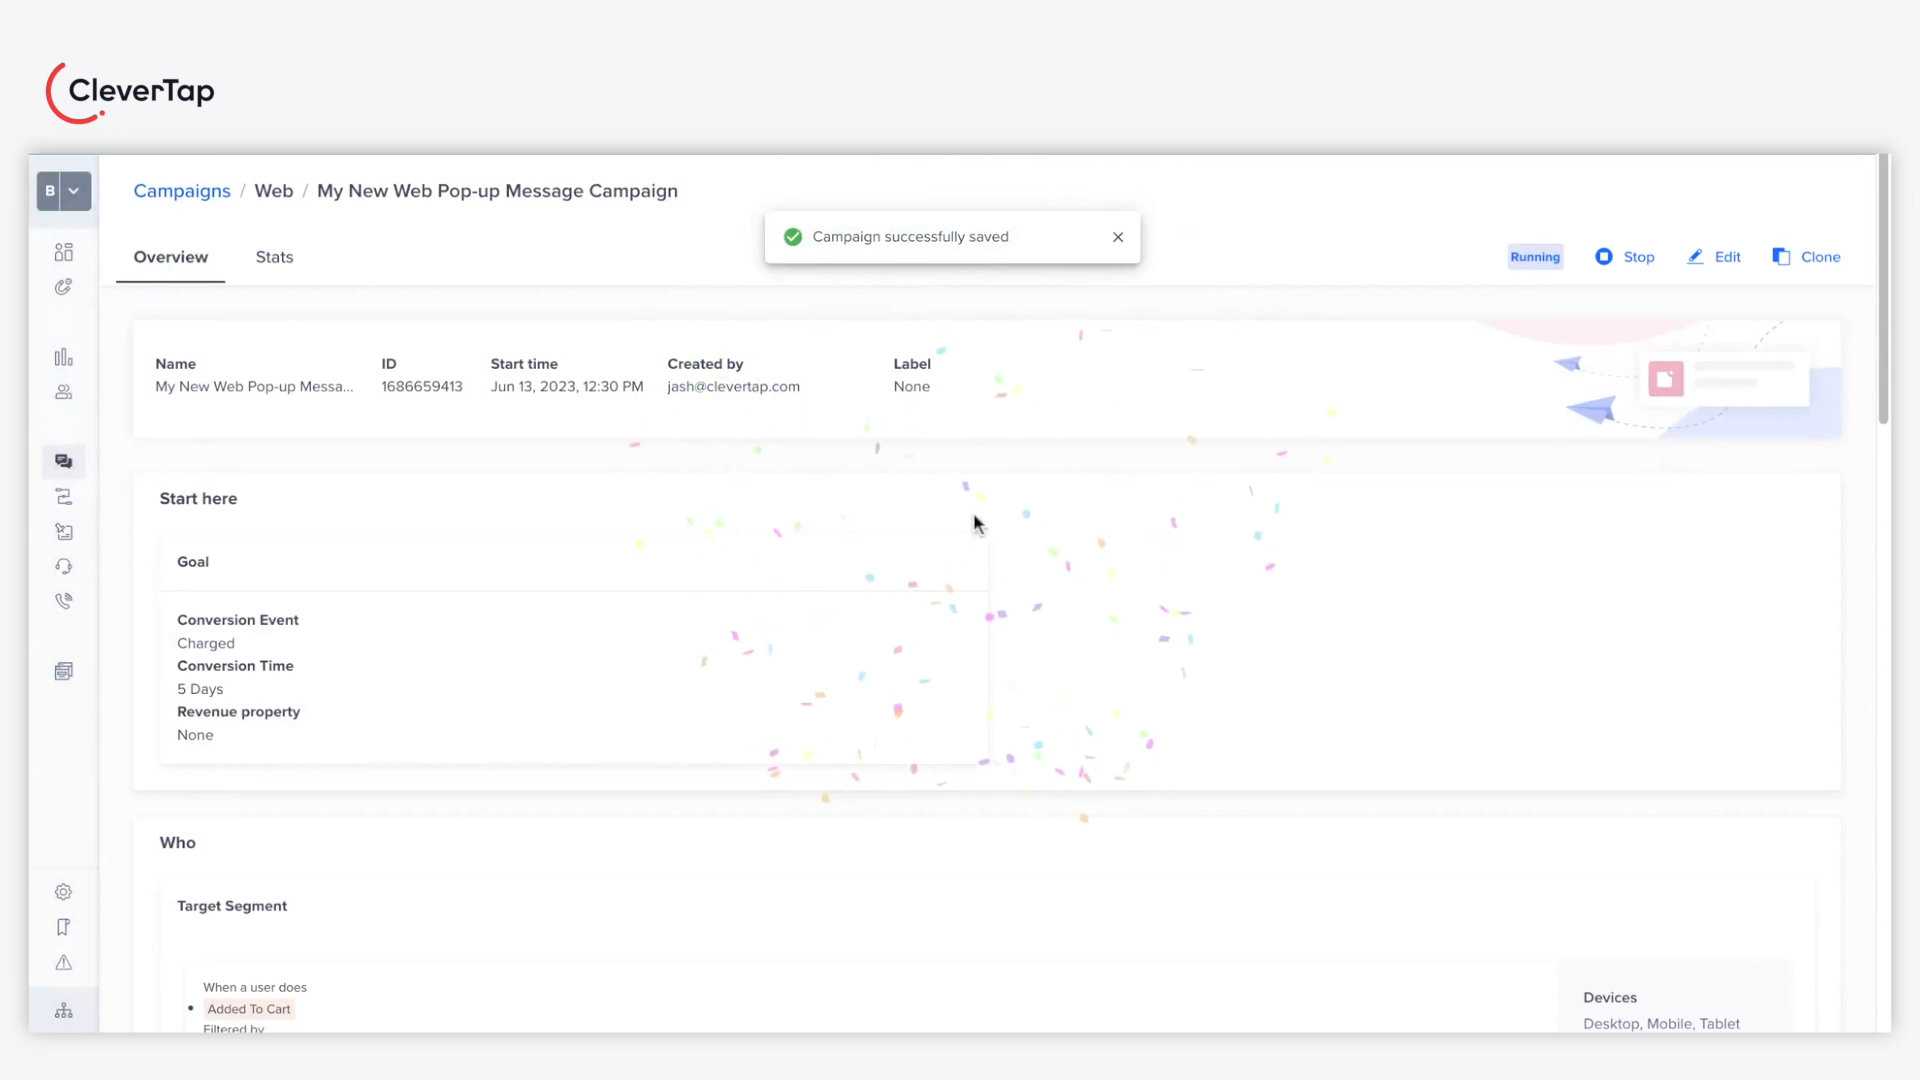 CleverTap
B
Campaigns / Web / My New Web Pop-up Message Campaign
Campaign successfully saved
Overview Stats
Running Stop Edit Clone
Name ID Start time Created by Label
My New Web Pop-up Messa... 1686659413 Jun 13, 2023, 12:30 PM jash@clevertap.com None
Start here
Goal
Conversion Event
Charged
Conversion Time
5 Days
Revenue property
None
Who
Target Segment
When a user does
Added To Cart
Filtered by
Devices
Desktop, Mobile, Tablet